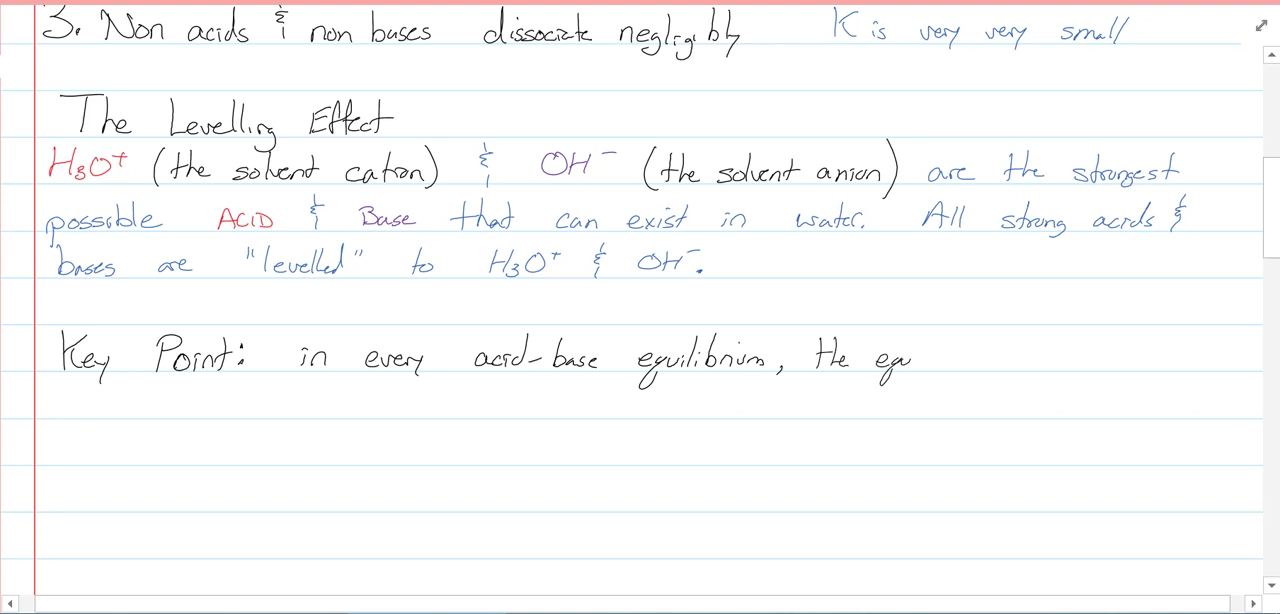 3. Non acids & non bases dissociate negligibly K is very very small
The Levelling Effect
H₃O⁺ (the solvent cation) & OH⁻ (the solvent anion) are the strongest
possible ACID & Base that can exist in water. All strong acids &
bases are "levelled" to H₃O⁺ & OH⁻.
Key Point: in every acid-base equilibrium, the equ